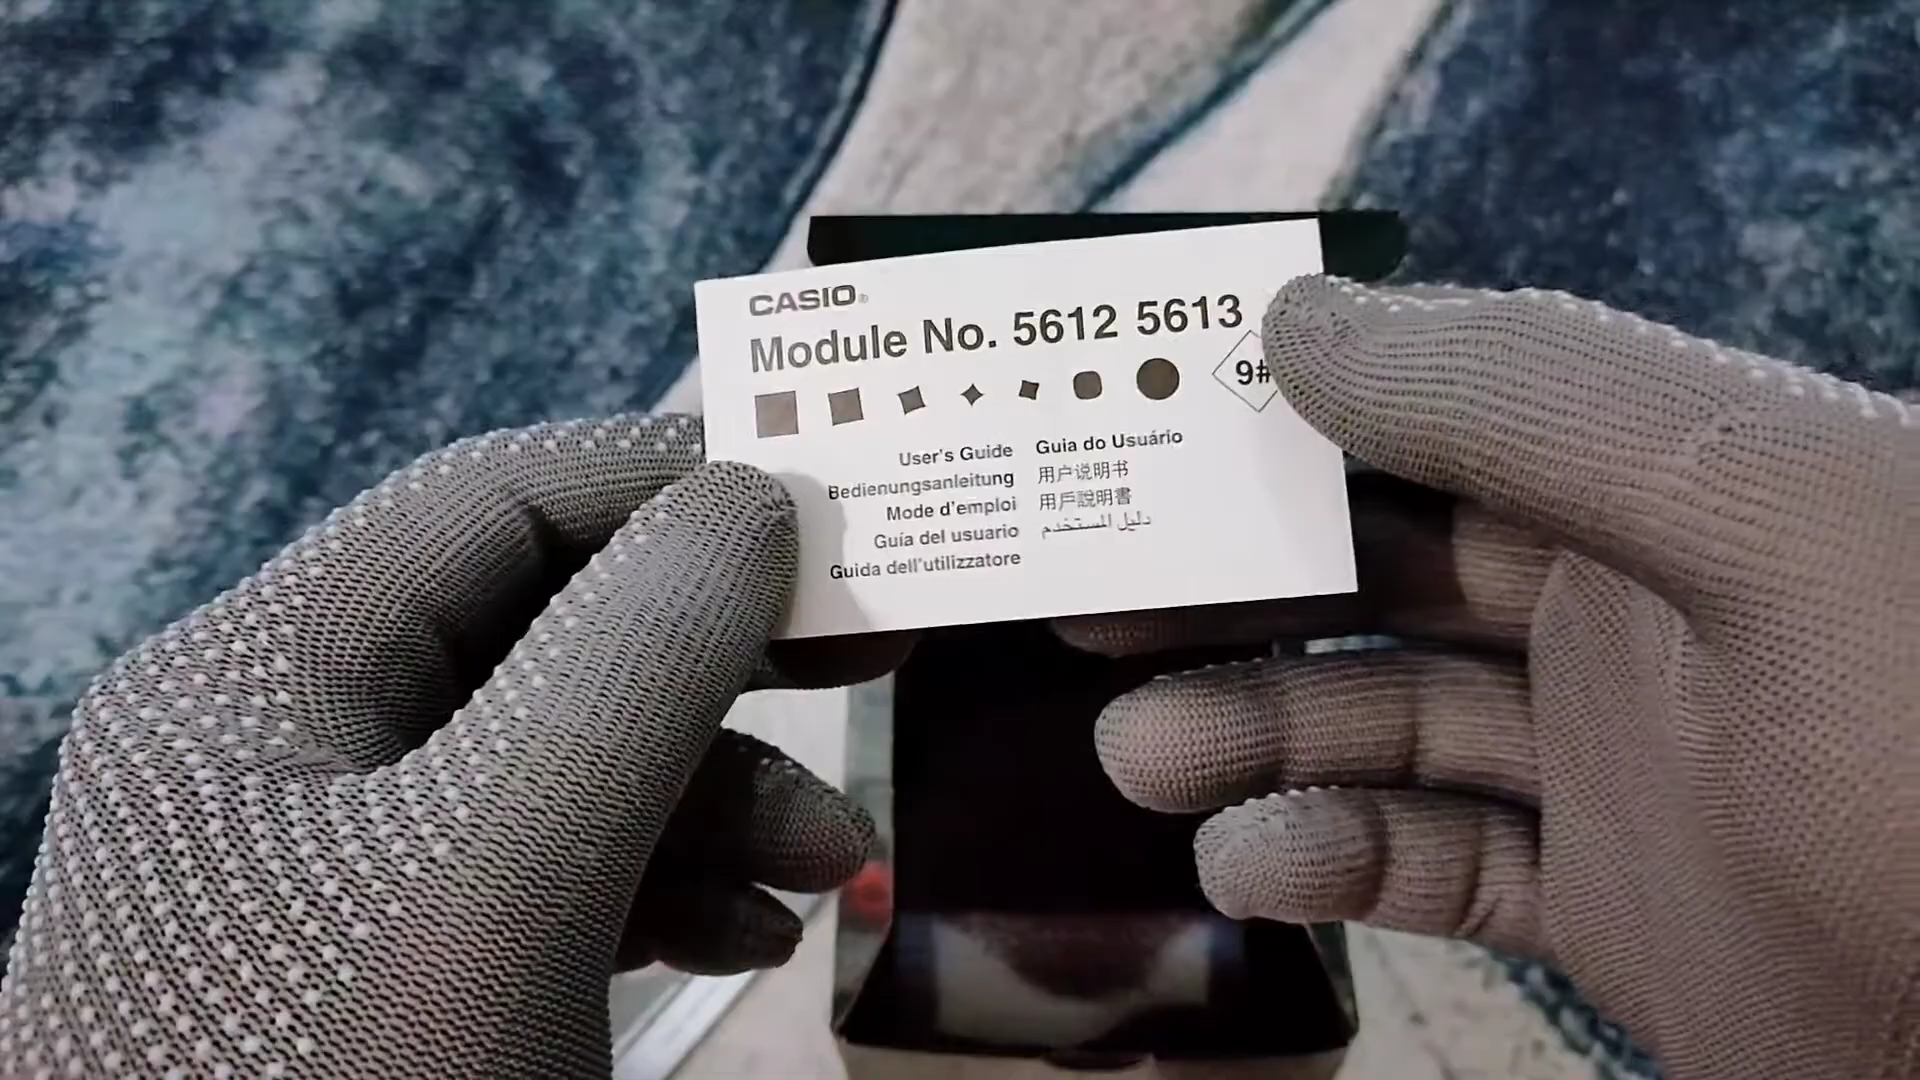 CASIO®
Module No. 5612 5613
9#
User's Guide
Bedienungsanleitung
Mode d'emploi
Guía del usuario
Guida dell'utilizzatore
Guia do Usuário
用户说明书
用戶說明書
دليل المستخدم